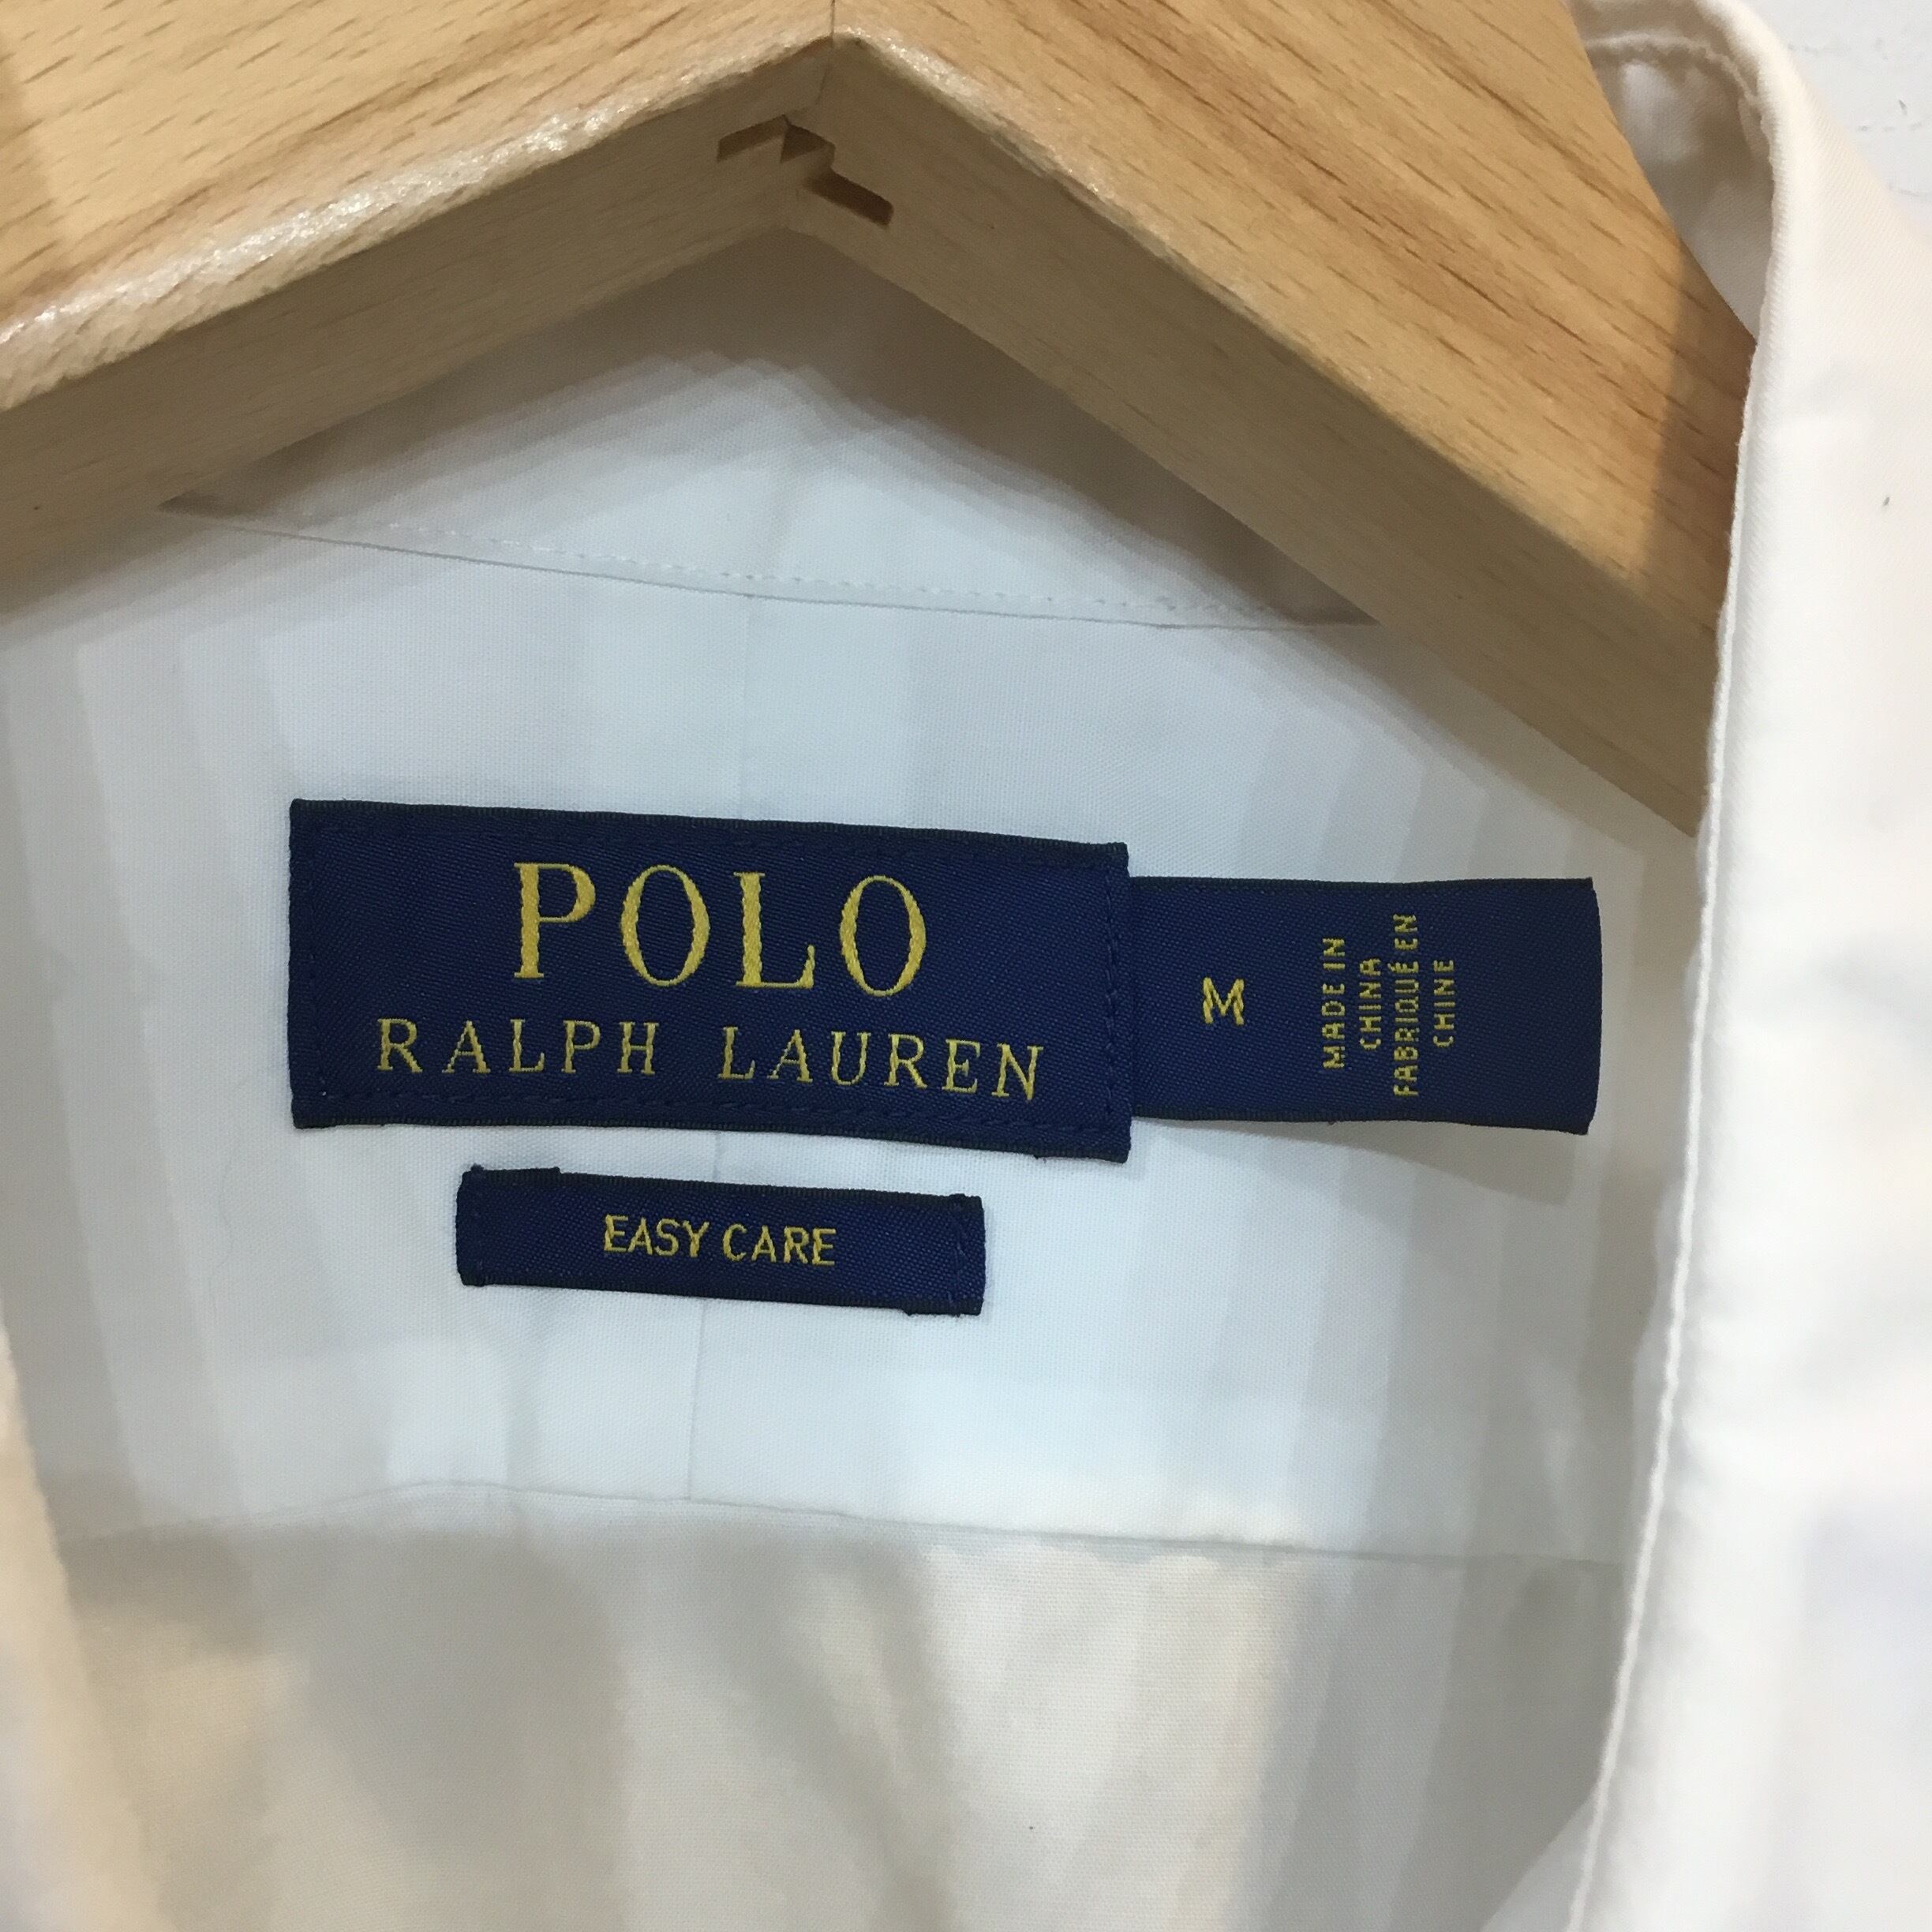 POLO
RALPH LAUREN
M
MADE IN
CHINA
FABRIQUÉ EN
CHINE
EASY CARE